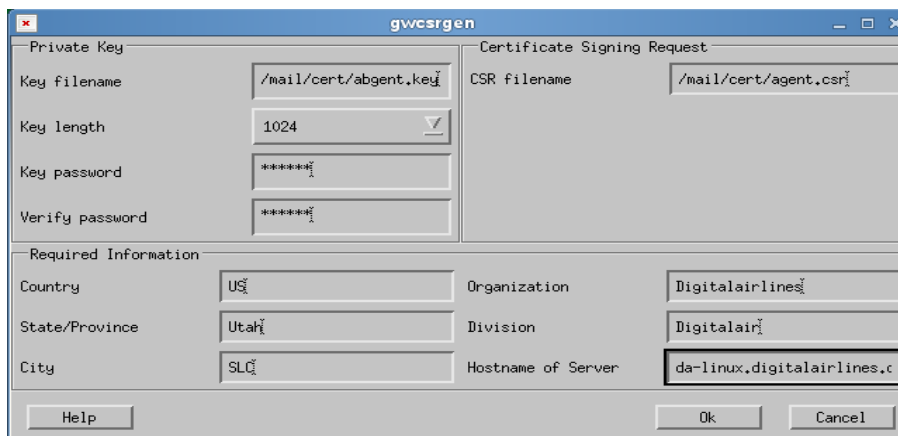 gwcsrgen
Private Key
Key filename /mail/cert/abgent.key
Key length 1024
Key password ******
Verify password ******
Certificate Signing Request
CSR filename /mail/cert/agent.csr
Required Information
Country US
Organization Digitalairlines
State/Province Utah
Division Digitalair
City SLC
Hostname of Server da-linux.digitalairlines.c
Help Ok Cancel